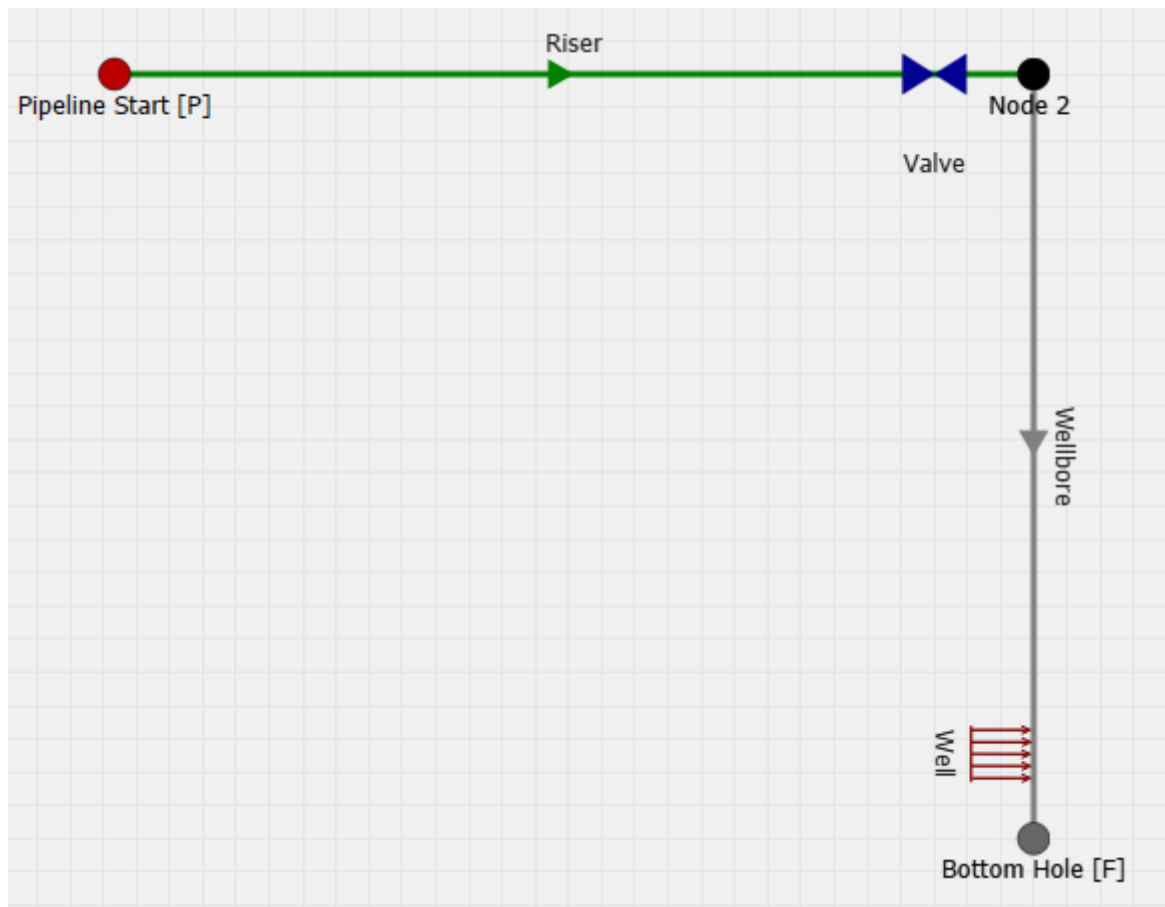 Riser
Pipeline Start [P]
Node 2
Valve
Wellbore
Well
Bottom Hole [F]